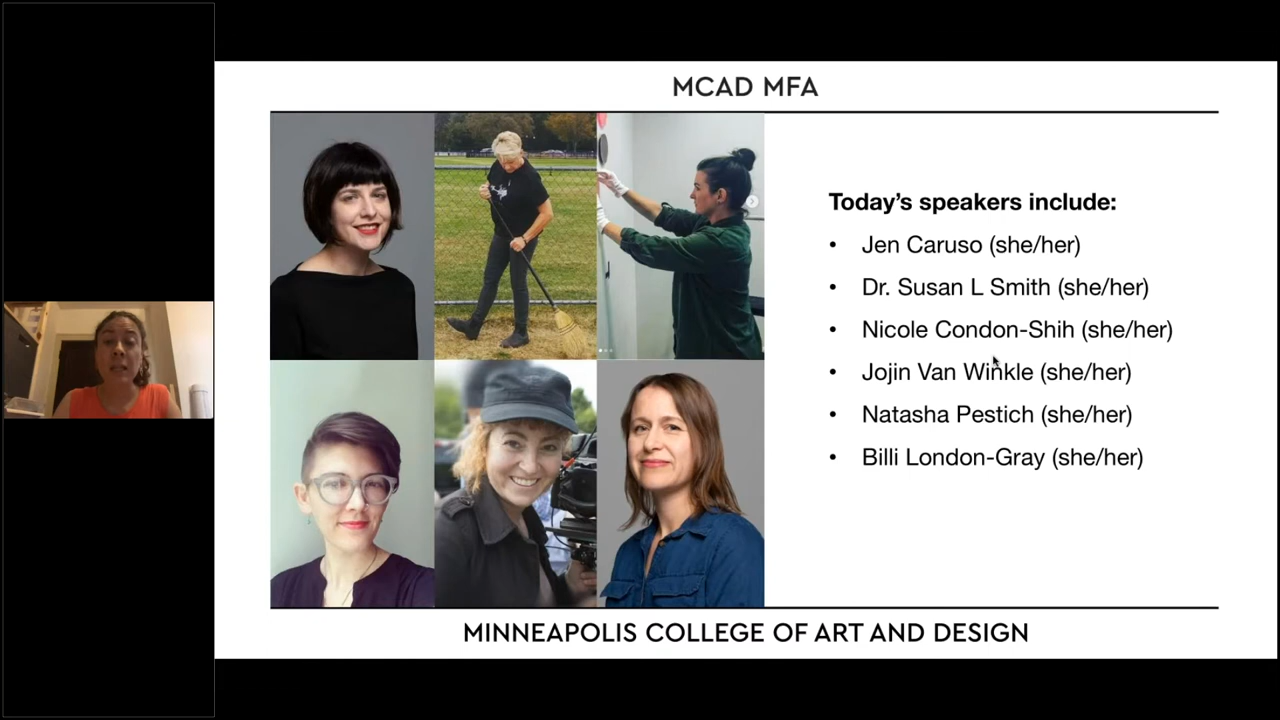 MCAD MFA
Today's speakers include:
• Jen Caruso (she/her)
• Dr. Susan L Smith (she/her)
• Nicole Condon-Shih (she/her)
• Jojin Van Winkle (she/her)
• Natasha Pestich (she/her)
• Billi London-Gray (she/her)
MINNEAPOLIS COLLEGE OF ART AND DESIGN